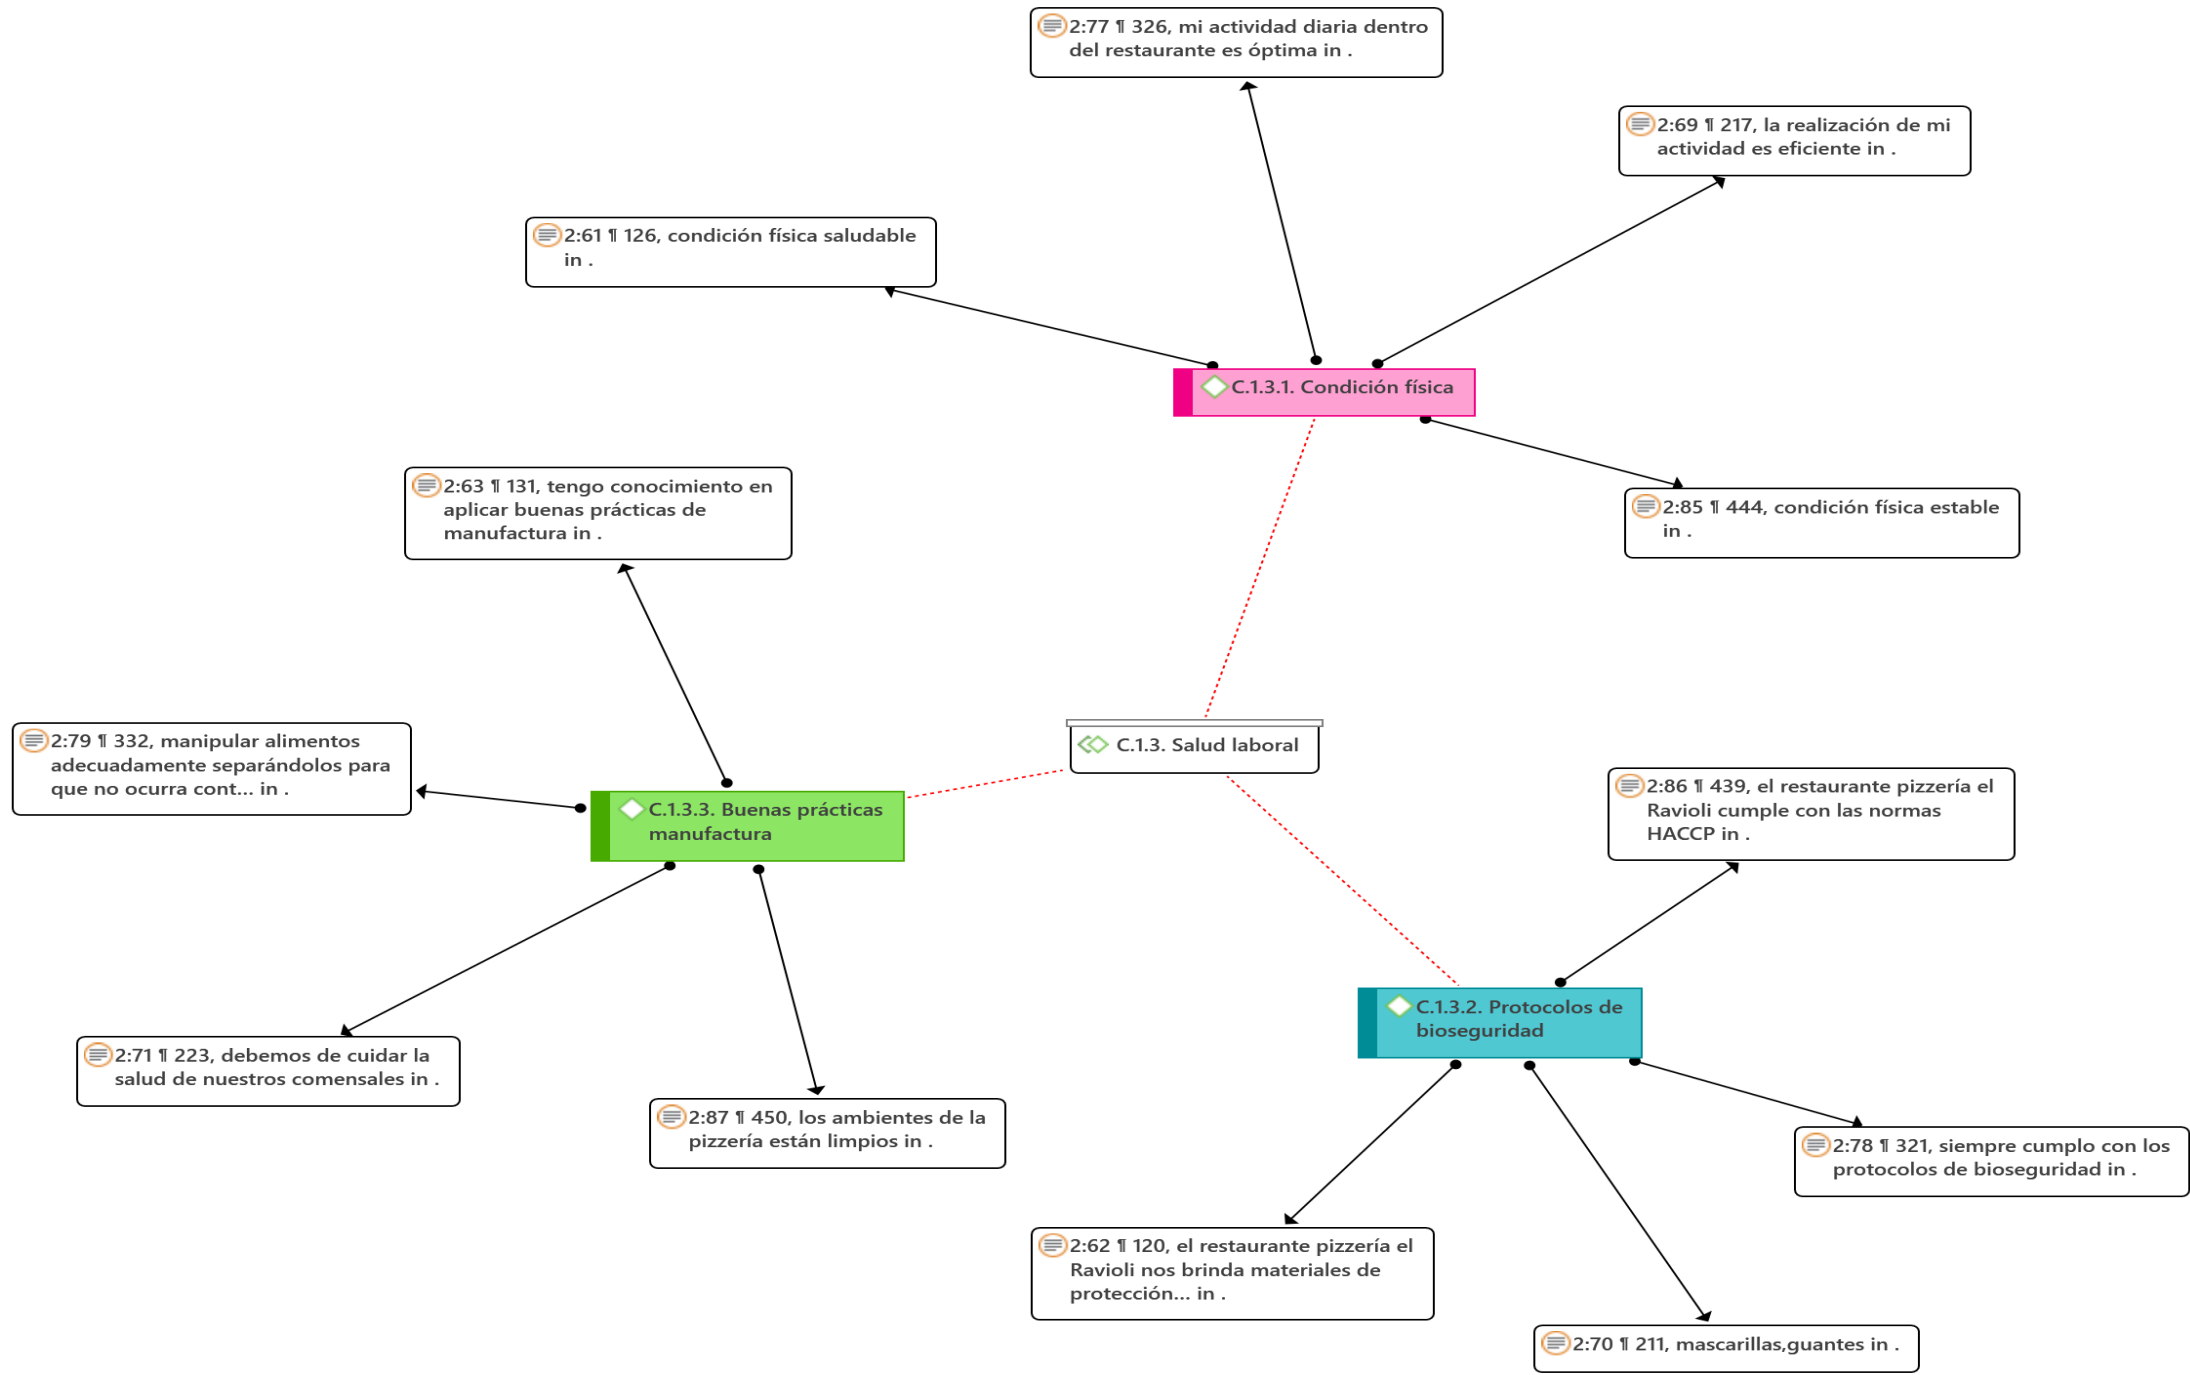 2:77 ¶ 326, mi actividad diaria dentro
del restaurante es óptima in .
2:69 ¶ 217, la realización de mi
actividad es eficiente in .
2:61 ¶ 126, condición física saludable
in .
C.1.3.1. Condición física
2:63 ¶ 131, tengo conocimiento en
aplicar buenas prácticas de
manufactura in .
2:85 ¶ 444, condición física estable
in .
2:79 ¶ 332, manipular alimentos
adecuadamente separándolos para
que no ocurra cont... in .
C.1.3. Salud laboral
C.1.3.3. Buenas prácticas
manufactura
2:86 ¶ 439, el restaurante pizzería el
Ravioli cumple con las normas
HACCP in .
C.1.3.2. Protocolos de
bioseguridad
2:71 ¶ 223, debemos de cuidar la
salud de nuestros comensales in .
2:87 ¶ 450, los ambientes de la
pizzería están limpios in .
2:78 ¶ 321, siempre cumplo con los
protocolos de bioseguridad in .
2:62 ¶ 120, el restaurante pizzería el
Ravioli nos brinda materiales de
protección... in .
2:70 ¶ 211, mascarillas,guantes in .